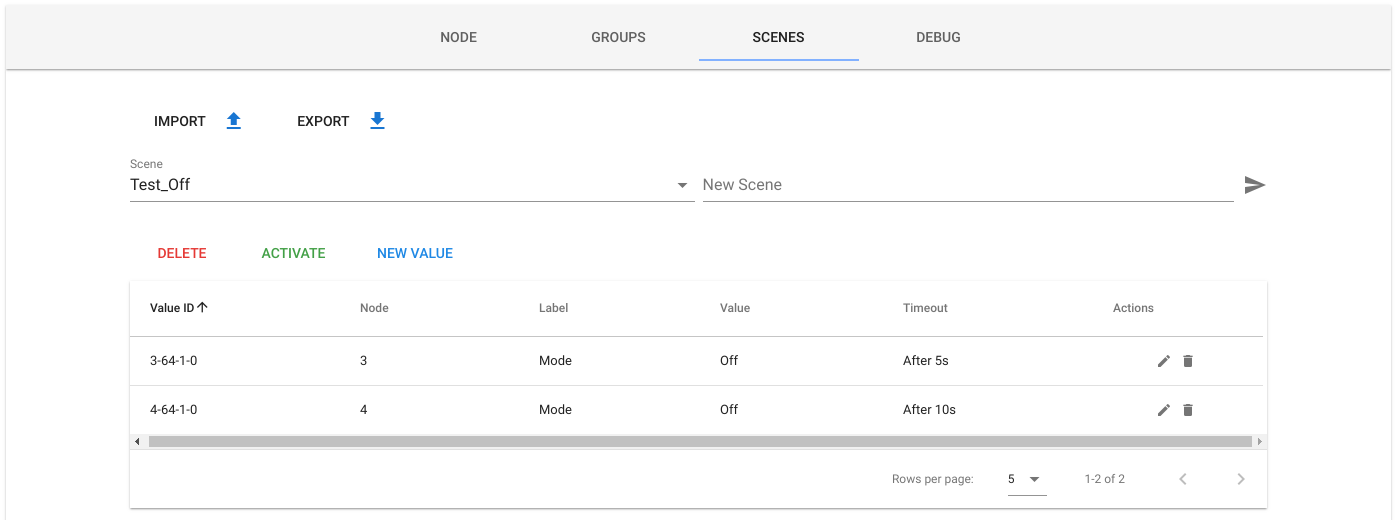 NODE GROUPS SCENES DEBUG
IMPORT EXPORT
Scene
Test_Off New Scene
DELETE ACTIVATE NEW VALUE
Value ID Node Label Value Timeout Actions
3-64-1-0 3 Mode Off After 5s
4-64-1-0 4 Mode Off After 10s
Rows per page: 5 1-2 of 2